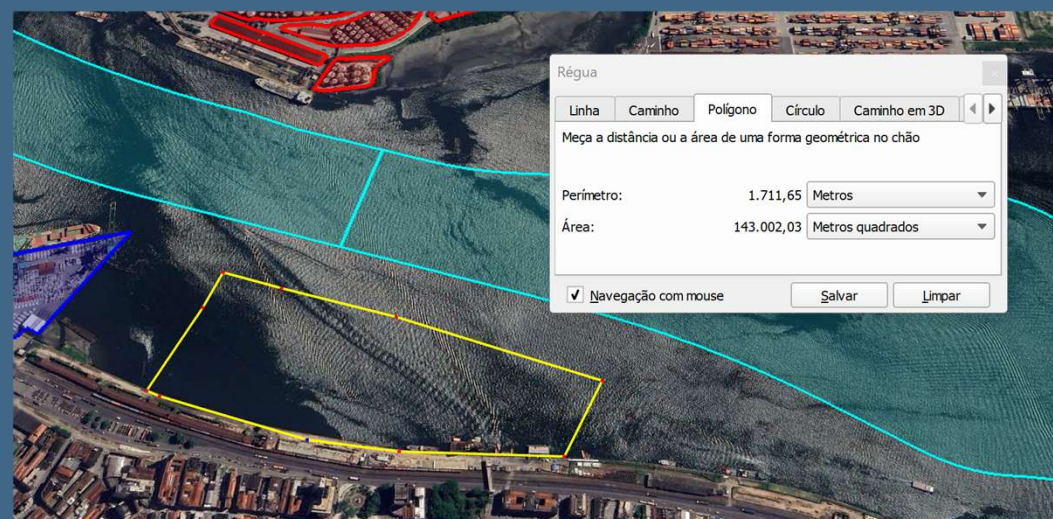 Régua
Linha Caminho Polígono Círculo Caminho em 3D
Meça a distância ou a área de uma forma geométrica no chão
Perímetro: 1.711,65 Metros
Área: 143.002,03 Metros quadrados
Navegação com mouse Salvar Limpar